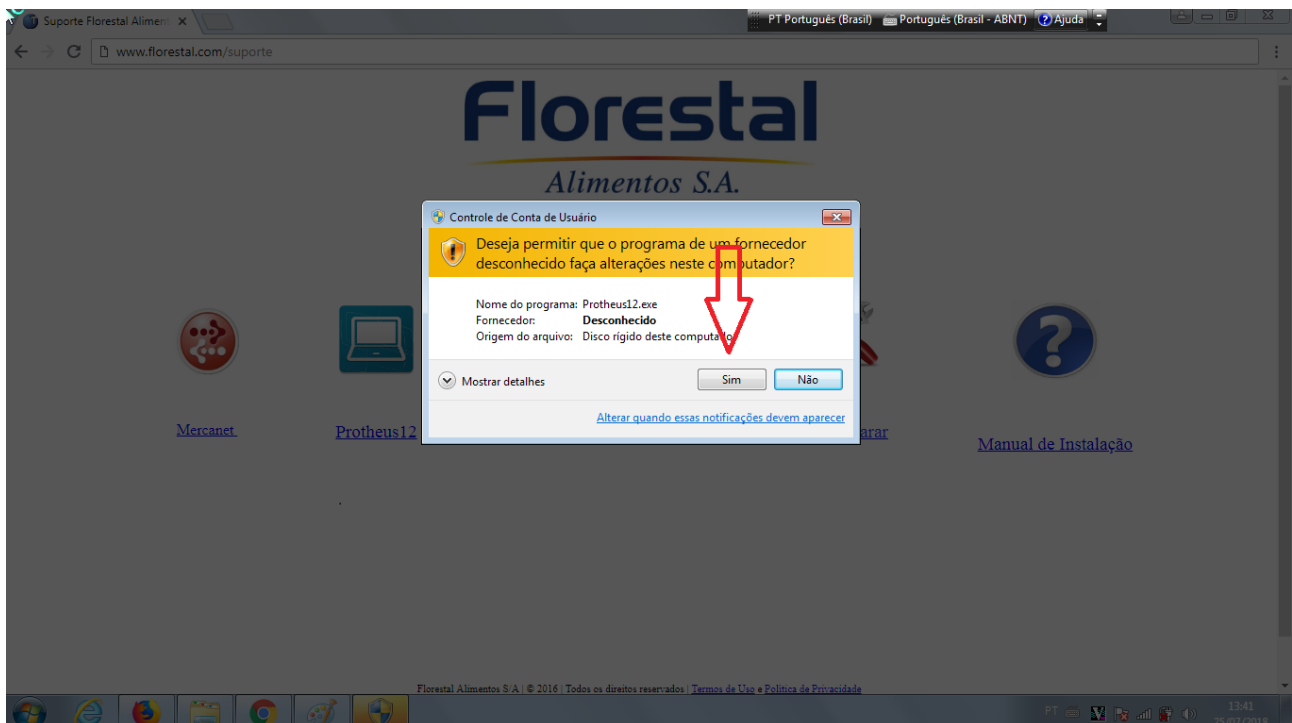 Suporte Florestal Alimen
PT Português (Brasil) Português (Brasil - ABNT) Ajuda
www.florestal.com/suporte
Florestal
Alimentos S.A.
Controle de Conta de Usuário
Deseja permitir que o programa de um fornecedor
desconhecido faça alterações neste computador?
Nome do programa: Protheus12.exe
Fornecedor: Desconhecido
Origem do arquivo: Disco rígido deste computador
Mostrar detalhes
Sim
Não
Alterar quando essas notificações devem aparecer
Mercanet
Protheus12
arar
Manual de Instalação
.
Florestal Alimentos S/A | © 2016 | Todos os direitos reservados | Termos de Uso e Política de Privacidade
PT
13:41
25/07/2018